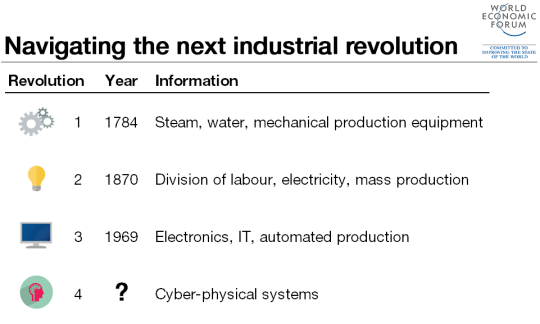 WORLD
ECONOMIC
FORUM
COMMITTED TO
IMPROVING THE STATE
OF THE WORLD
Navigating the next industrial revolution
Revolution Year Information
1 1784 Steam, water, mechanical production equipment
2 1870 Division of labour, electricity, mass production
3 1969 Electronics, IT, automated production
4 ? Cyber-physical systems